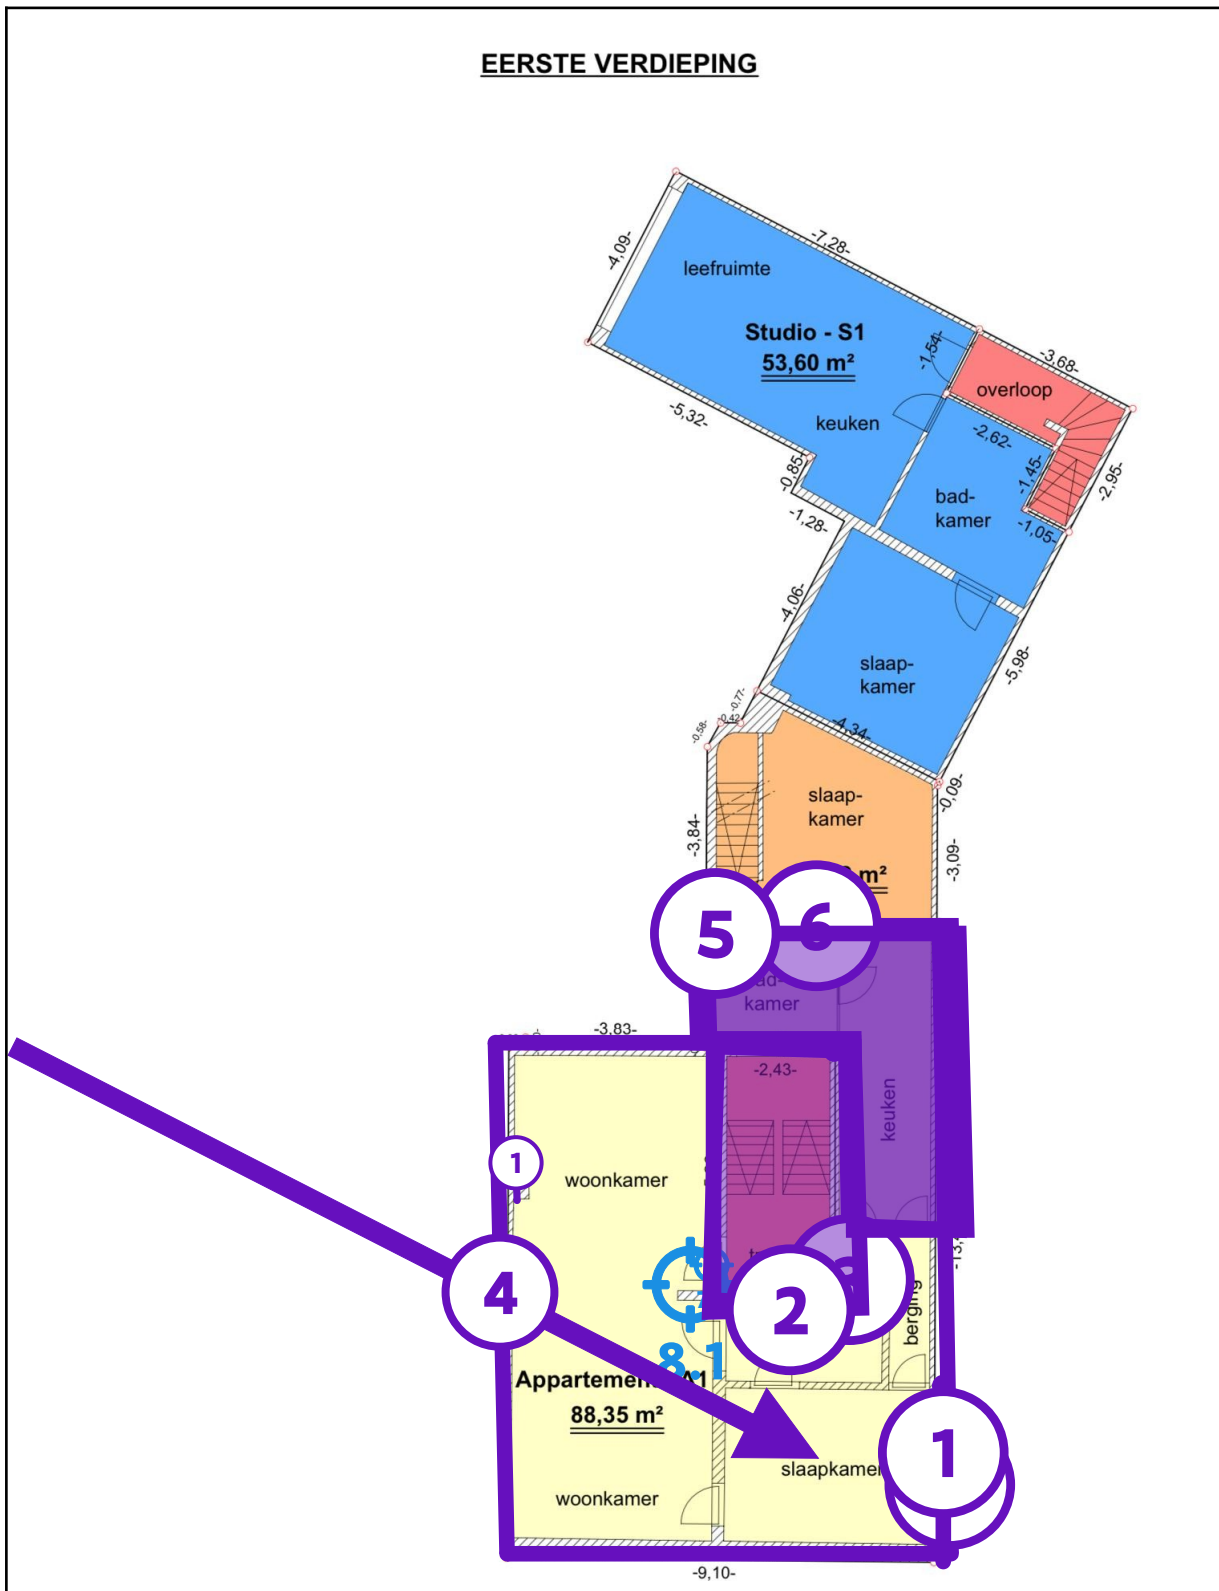 EERSTE VERDIEPING
-7,28-
-4,09-
leefruimte
Studio - S1
53,60 m²
-1,54-
-3,68-
overloop
-5,32-
keuken
-2,62-
-0,85-
-1,45-
-2,95-
bad-
kamer
-1,28-
-1,05-
-4,06-
slaap-
kamer
-5,98-
-0,77-
-0,42-
-0,58-
-4,34-
-0,09-
slaap-
kamer
-3,84-
-3,09-
m²
5
6
kamer
-3,83-
-2,43-
keuken
1
woonkamer
4
2
berging
8.1
Appartement
A1
88,35 m²
1
slaapkamer
woonkamer
-9,10-